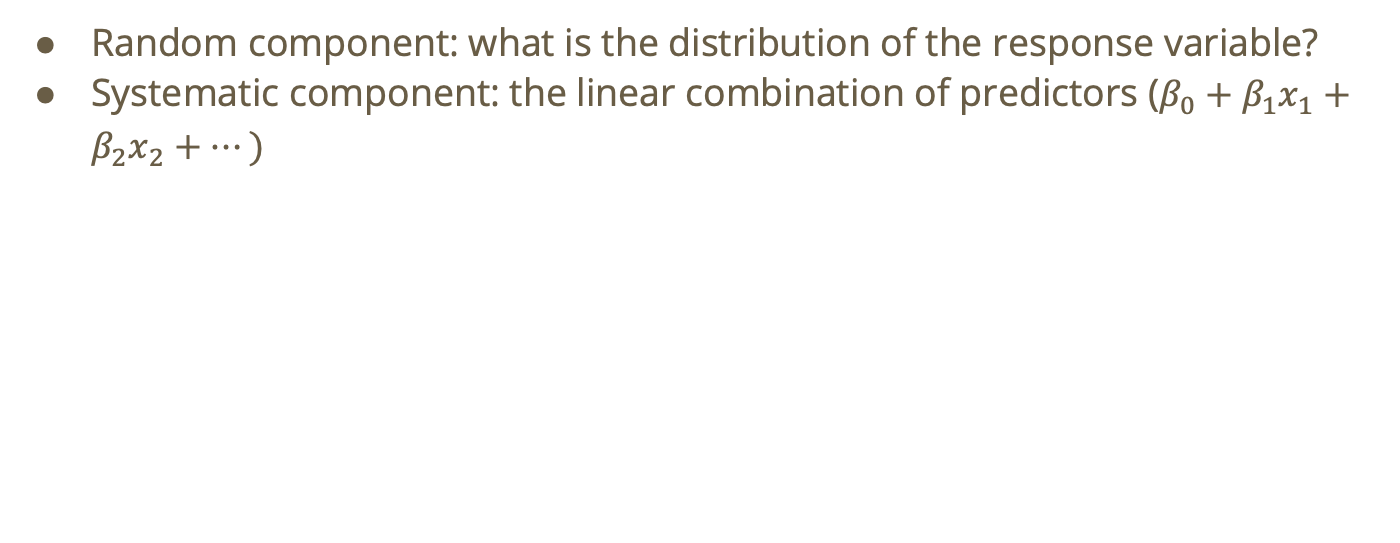 ● Random component: what is the distribution of the response variable?
● Systematic component: the linear combination of predictors (𝛽₀ + 𝛽₁𝑥₁ +
𝛽₂𝑥₂ + ⋯ )